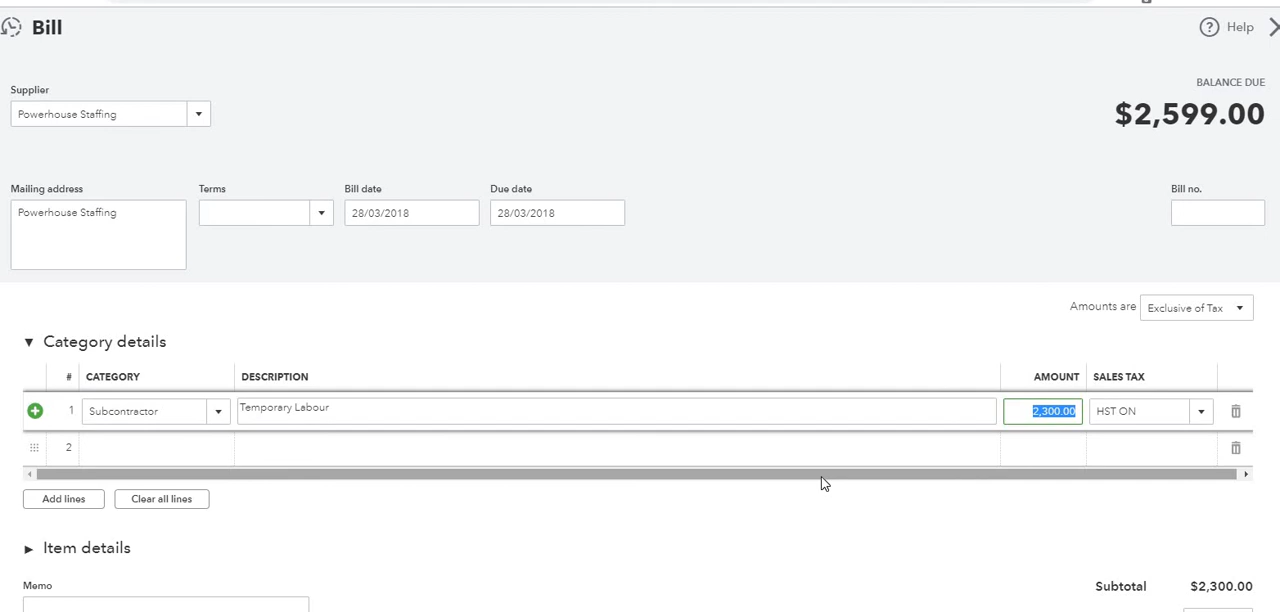 Bill
Help
Supplier
BALANCE DUE
Powerhouse Staffing
$2,599.00
Mailing address
Terms
Bill date
Due date
Bill no.
Powerhouse Staffing
28/03/2018
28/03/2018
Amounts are
Exclusive of Tax
Category details
# CATEGORY DESCRIPTION AMOUNT SALES TAX
1 Subcontractor Temporary Labour 2,300.00 HST ON
2
Add lines
Clear all lines
Item details
Memo
Subtotal $2,300.00